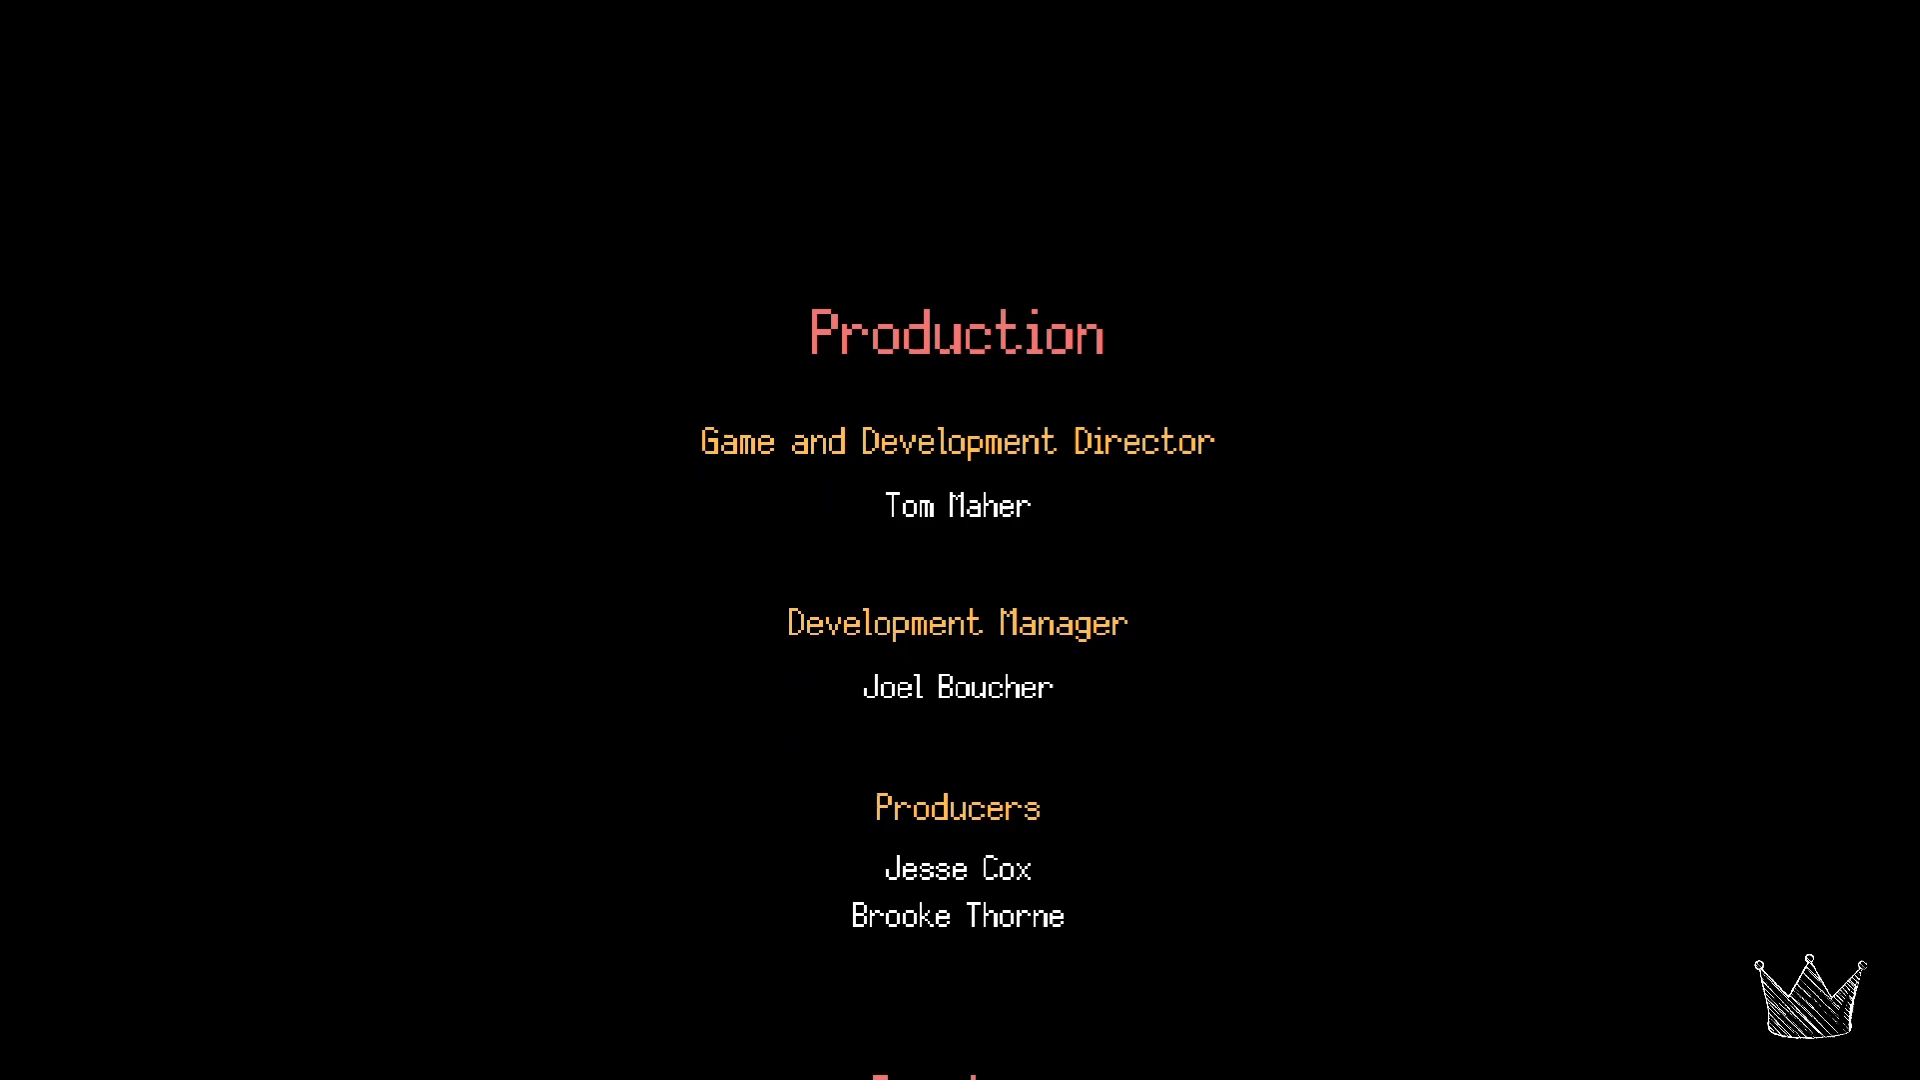 Production
Game and Development Director
Tom Maher
Development Manager
Joel Boucher
Producers
Jesse Cox
Brooke Thorne